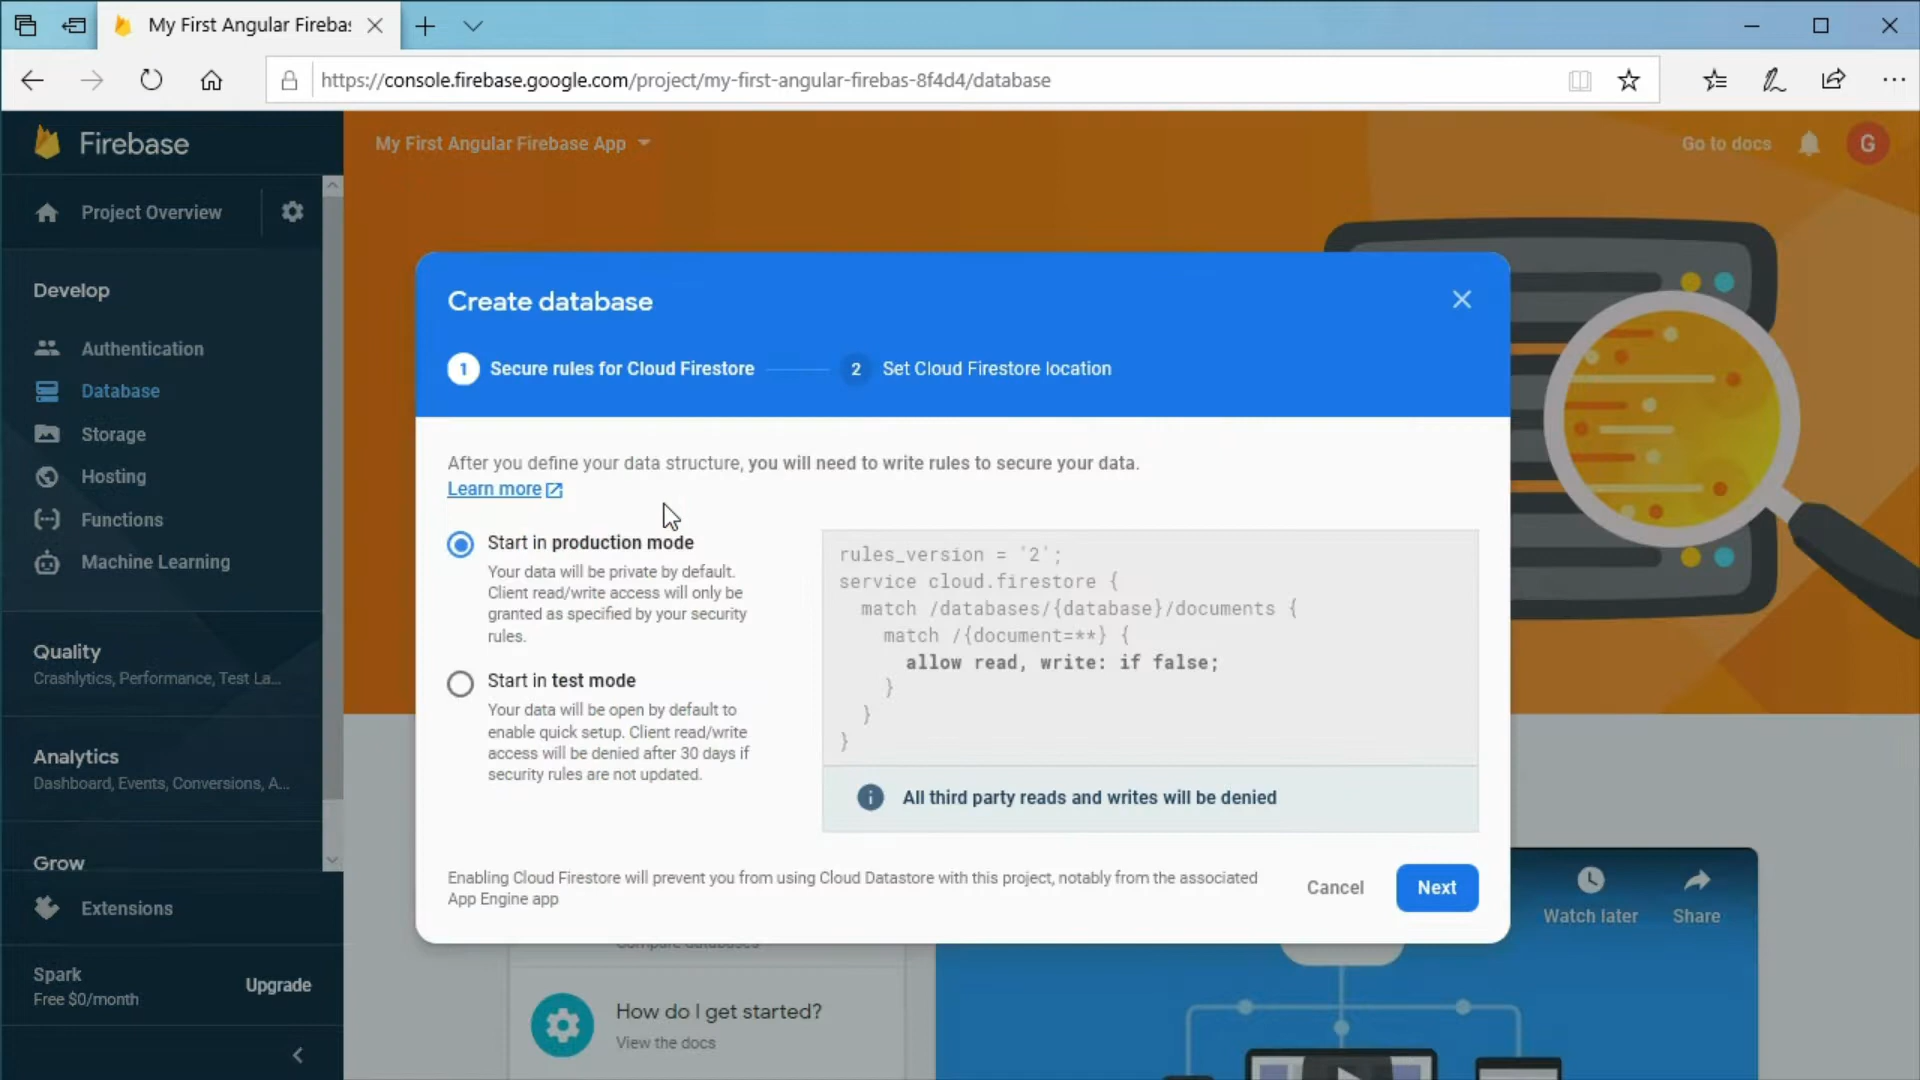 My First Angular Fireba
https://console.firebase.google.com/project/my-first-angular-firebas-8f4d4/database
Firebase
My First Angular Firebase App
Go to docs
G
Project Overview
Develop
Authentication
Database
Storage
Hosting
Functions
Machine Learning
Quality
Crashlytics, Performance, Test La...
Analytics
Dashboard, Events, Conversions, A...
Grow
Extensions
Spark
Free $0/month
Upgrade
Create database
1 Secure rules for Cloud Firestore
2 Set Cloud Firestore location
After you define your data structure, you will need to write rules to secure your data.
Learn more
Start in production mode
Your data will be private by default.
Client read/write access will only be
granted as specified by your security
rules.
Start in test mode
Your data will be open by default to
enable quick setup. Client read/write
access will be denied after 30 days if
security rules are not updated.
rules_version = '2';
service cloud.firestore {
match /databases/{database}/documents {
match /{document=**} {
allow read, write: if false;
}
}
}
All third party reads and writes will be denied
Enabling Cloud Firestore will prevent you from using Cloud Datastore with this project, notably from the associated
App Engine app
Cancel
Next
Watch later
Share
Compare databases
How do I get started?
View the docs